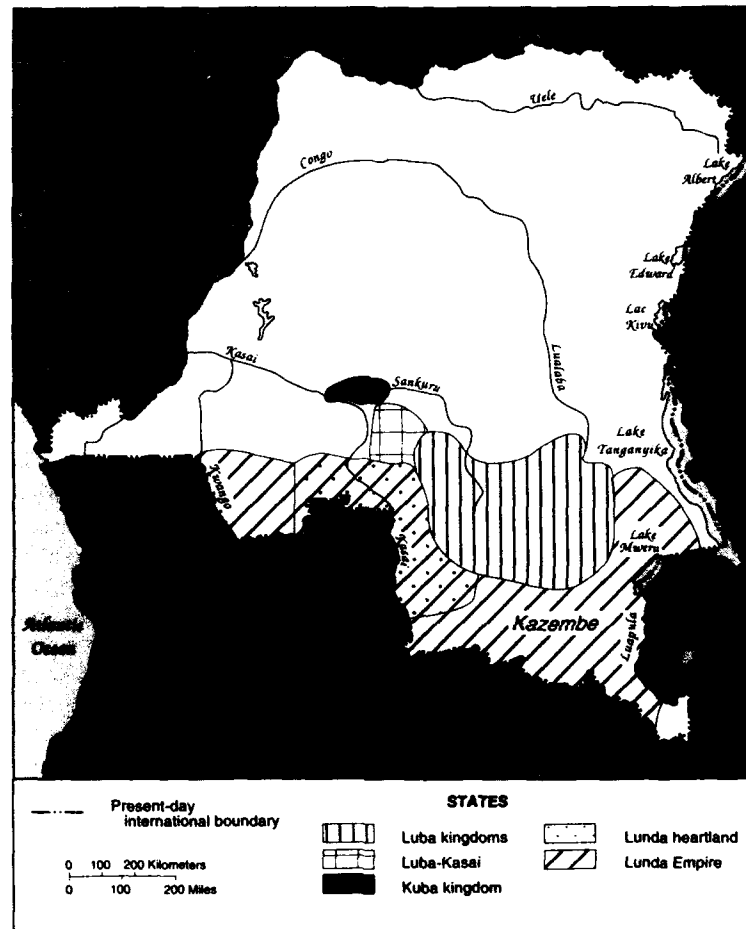 Uele
Congo
Lake
Albert
Lake
Edward
Lac
Kivu
Kasai
Sankuru
Lualaba
Lake
Tanganyika
Kwango
Kasai
Lake
Mweru
Kazembe
Luapula
Atlantic
Ocean
Present-day
international boundary
0 100 200 Kilometers
0 100 200 Miles
STATES
Luba kingdoms
Luba-Kasai
Kuba kingdom
Lunda heartland
Lunda Empire